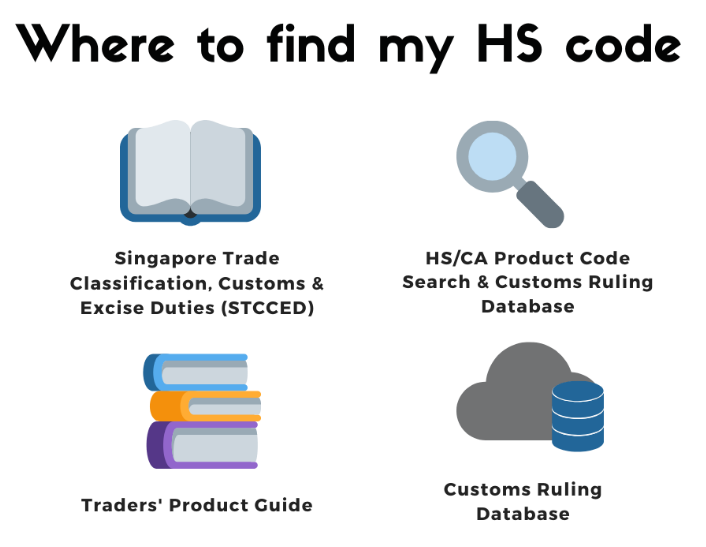 Where to find my HS code
Singapore Trade
Classification, Customs &
Excise Duties (STCCED)
HS/CA Product Code
Search & Customs Ruling
Database
Traders' Product Guide
Customs Ruling
Database